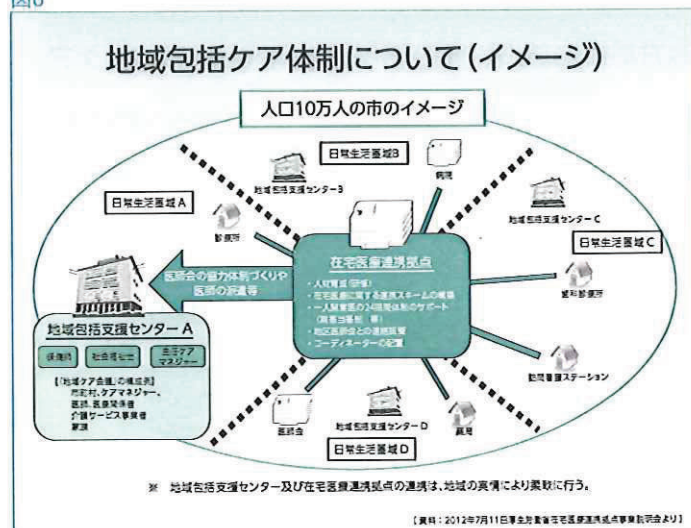 図6
地域包括ケア体制について(イメージ)
人口10万人の市のイメージ
日常生活圏域B
病院
地域包括支援センターB
日常生活圏域A
診療所
地域包括支援センターC
日常生活圏域C
在宅医療連携拠点
・人材育成(研修)
・在宅医療に関する連携スキームの構築
・一人開業医の24時間体制のサポート
・地区医師会との連携
・コーディネーターの配置
医師会の協力体制づくりや
医師の派遣等
歯科診療所
地域包括支援センターA
保健師
社会福祉士
主任ケア
マネジャー
【「地域ケア会議」の構成例】
市町村、ケアマネジャー、
医師、医療関係者
介護サービス事業者
家族
訪問看護ステーション
医師会
地域包括支援センターD
薬局
日常生活圏域D
※ 地域包括支援センター及び在宅医療連携拠点の連携は、地域の実情により柔軟に行う。
【資料:2012年7月11日厚生労働省在宅医療連携拠点事業説明会より】